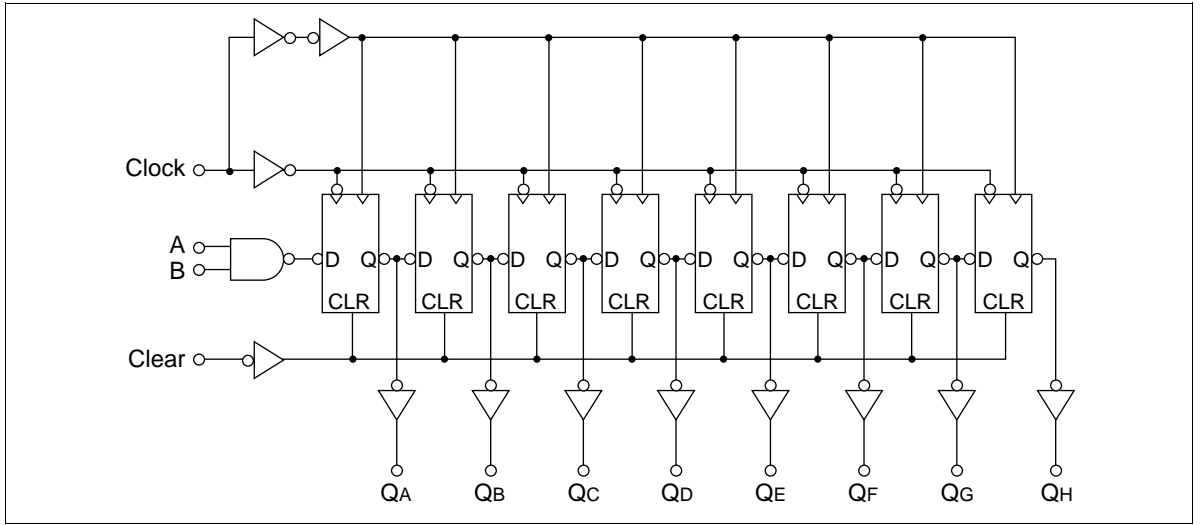 Clock
A
B
D Q D Q D Q D Q D Q D Q D Q D Q
CLR CLR CLR CLR CLR CLR CLR CLR
Clear
QA QB QC QD QE QF QG QH